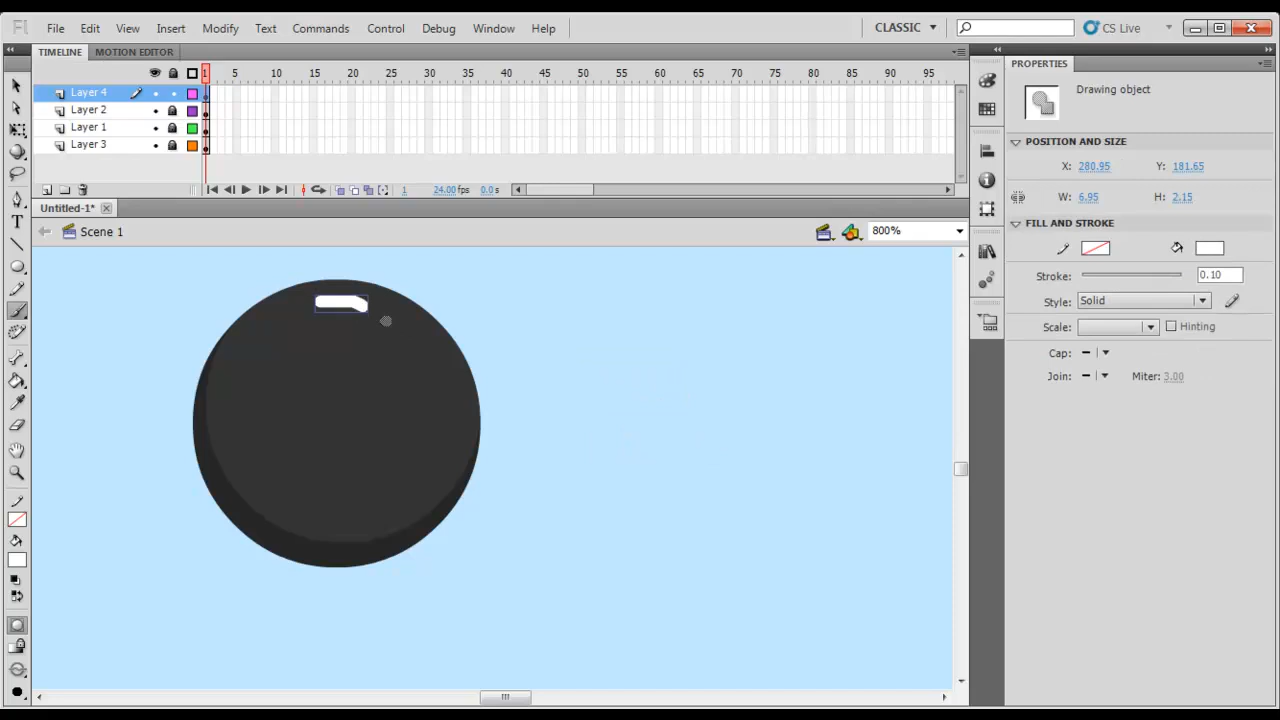 Fl File Edit View Insert Modify Text Commands Control Debug Window Help CLASSIC CS Live
TIMELINE MOTION EDITOR
1 5 10 15 20 25 30 35 40 45 50 55 60 65 70 75 80 85 90 95
Layer 4
Layer 2
Layer 1
Layer 3
1 24.00 fps 0.0 s
Untitled-1*
Scene 1 800%
PROPERTIES
Drawing object
POSITION AND SIZE
X: 280.95 Y: 181.65
W: 6.95 H: 2.15
FILL AND STROKE
Stroke: 0.10
Style: Solid
Scale: Hinting
Cap:
Join: Miter: 3.00
T